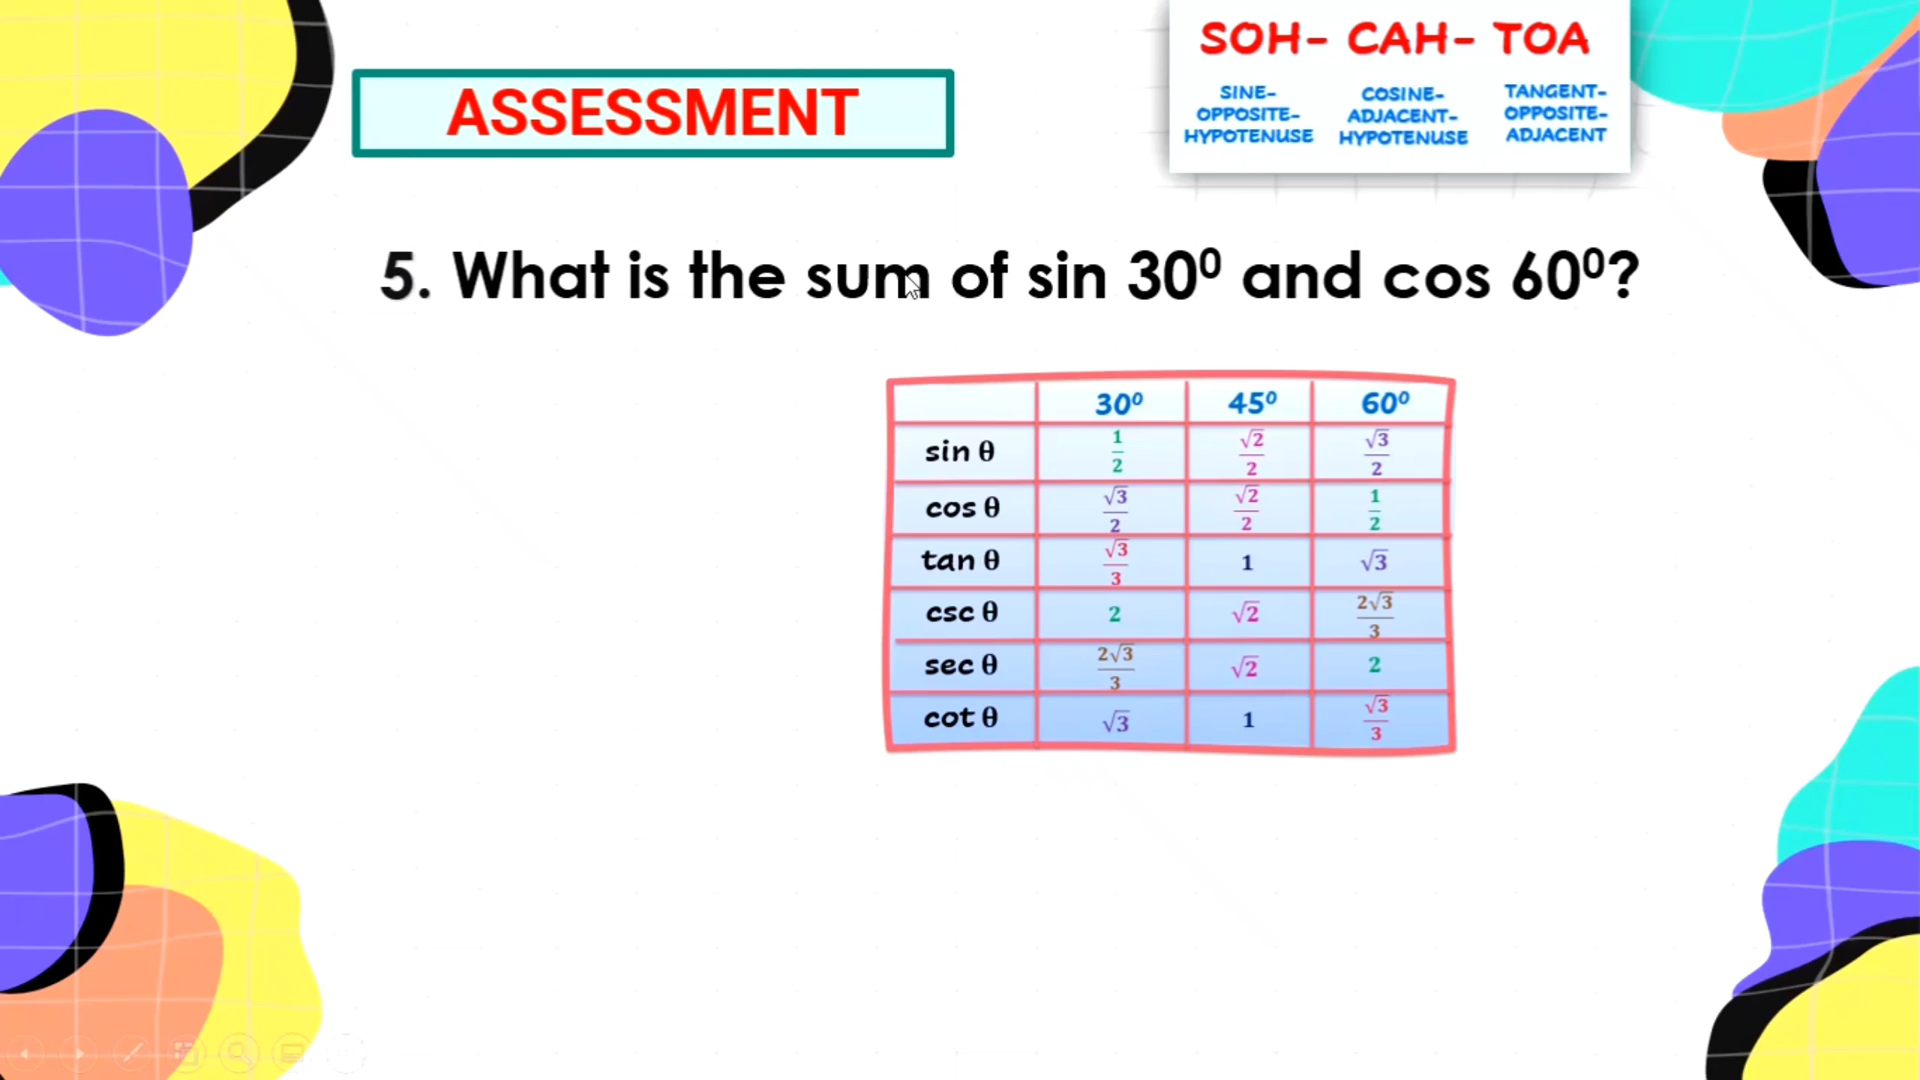 SOH- CAH- TOA
SINE-
OPPOSITE-
HYPOTENUSE
COSINE-
ADJACENT-
HYPOTENUSE
TANGENT-
OPPOSITE-
ADJACENT
ASSESSMENT
5. What is the sum of sin 30⁰ and cos 60⁰?
30⁰ 45⁰ 60⁰
sin θ 1/2 √2/2 √3/2
cos θ √3/2 √2/2 1/2
tan θ √3/3 1 √3
csc θ 2 √2 2√3/3
sec θ 2√3/3 √2 2
cot θ √3 1 √3/3